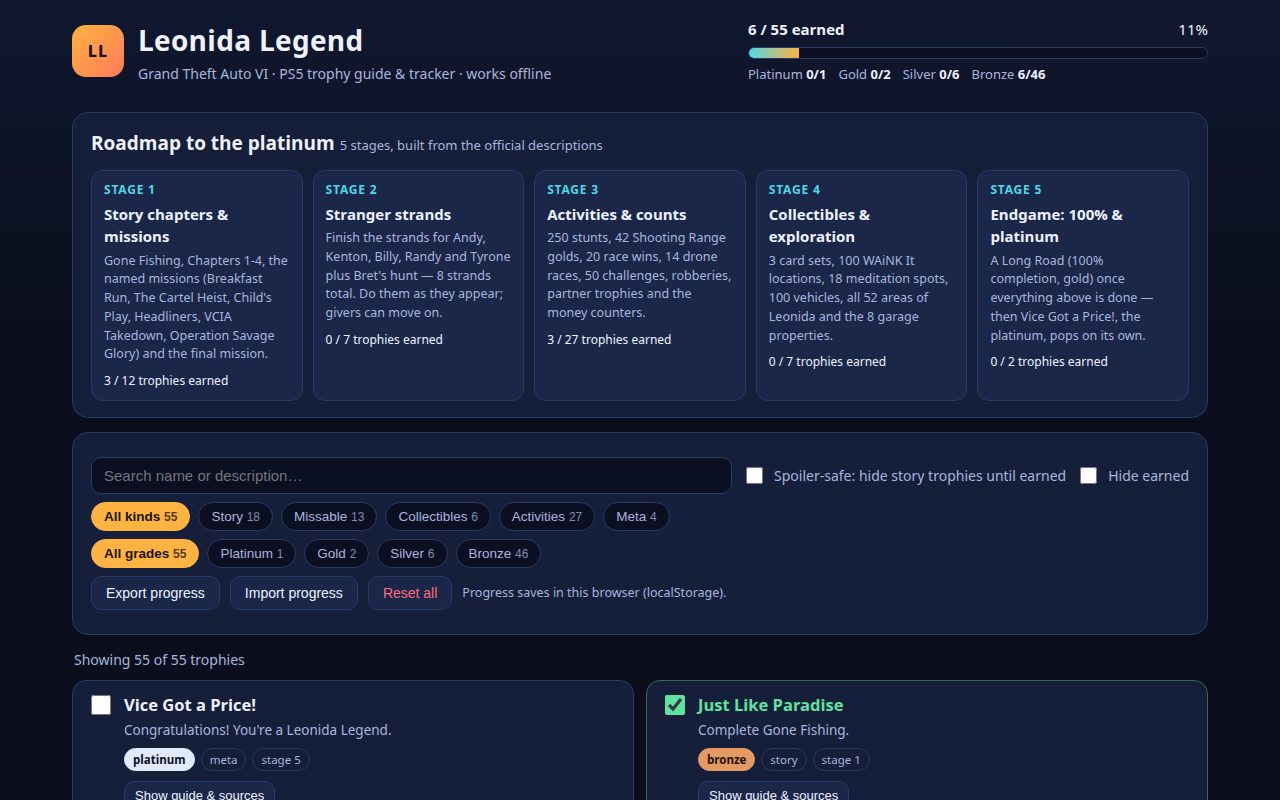 LL
Leonida Legend
Grand Theft Auto VI · PS5 trophy guide & tracker · works offline
6 / 55 earned
11%
Platinum 0/1 Gold 0/2 Silver 0/6 Bronze 6/46
Roadmap to the platinum 5 stages, built from the official descriptions
STAGE 1
Story chapters &
missions
Gone Fishing, Chapters 1-4, the
named missions (Breakfast
Run, The Cartel Heist, Child's
Play, Headliners, VCIA
Takedown, Operation Savage
Glory) and the final mission.
3 / 12 trophies earned
STAGE 2
Stranger strands
Finish the strands for Andy,
Kenton, Billy, Randy and Tyrone
plus Bret's hunt — 8 strands
total. Do them as they appear;
givers can move on.
0 / 7 trophies earned
STAGE 3
Activities & counts
250 stunts, 42 Shooting Range
golds, 20 race wins, 14 drone
races, 50 challenges, robberies,
partner trophies and the
money counters.
3 / 27 trophies earned
STAGE 4
Collectibles &
exploration
3 card sets, 100 WAiNK It
locations, 18 meditation spots,
100 vehicles, all 52 areas of
Leonida and the 8 garage
properties.
0 / 7 trophies earned
STAGE 5
Endgame: 100% &
platinum
A Long Road (100%
completion, gold) once
everything above is done —
then Vice Got a Price!, the
platinum, pops on its own.
0 / 2 trophies earned
Search name or description…
Spoiler-safe: hide story trophies until earned
Hide earned
All kinds 55 Story 18 Missable 13 Collectibles 6 Activities 27 Meta 4
All grades 55 Platinum 1 Gold 2 Silver 6 Bronze 46
Export progress Import progress Reset all Progress saves in this browser (localStorage).
Showing 55 of 55 trophies
Vice Got a Price!
Congratulations! You're a Leonida Legend.
platinum meta stage 5
Show guide & sources
Just Like Paradise
Complete Gone Fishing.
bronze story stage 1
Show guide & sources